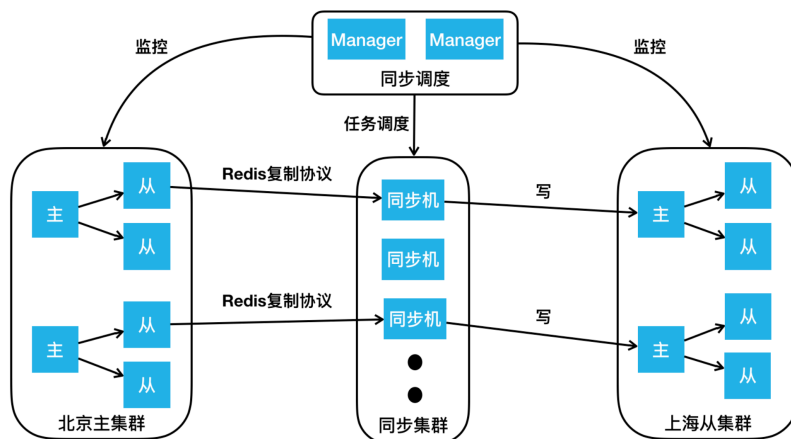 Manager
Manager
同步调度
监控
监控
任务调度
Redis复制协议
写
主
从
从
同步机
同步机
主
从
从
Redis复制协议
写
主
从
从
同步机
主
从
从
北京主集群
同步集群
上海从集群